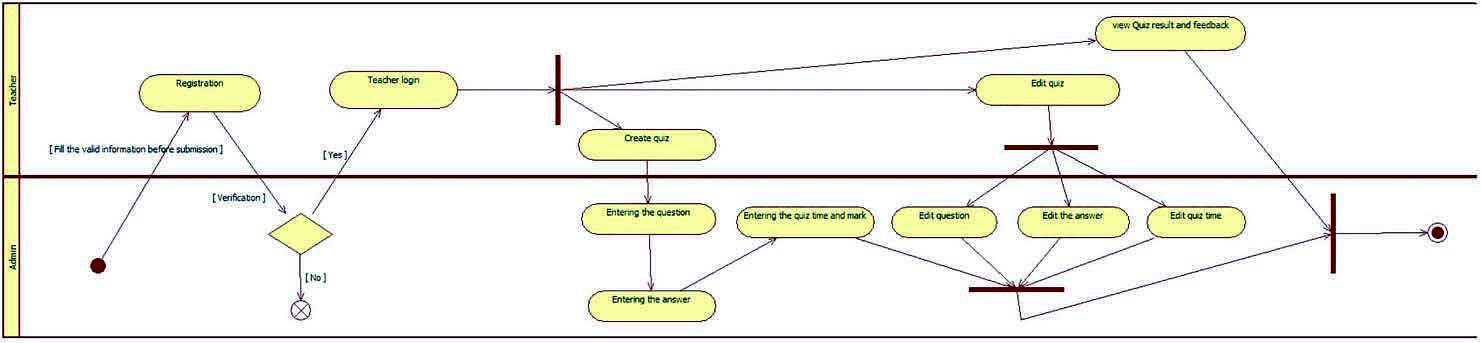 Teacher
view Quiz result and feedback
Registration
Teacher login
Edit quiz
Create quiz
[ Fill the valid information before submission ]
[ Yes ]
Admin
[ Verification ]
Entering the question
Entering the quiz time and mark
Edit question
Edit the answer
Edit quiz time
[ No ]
Entering the answer